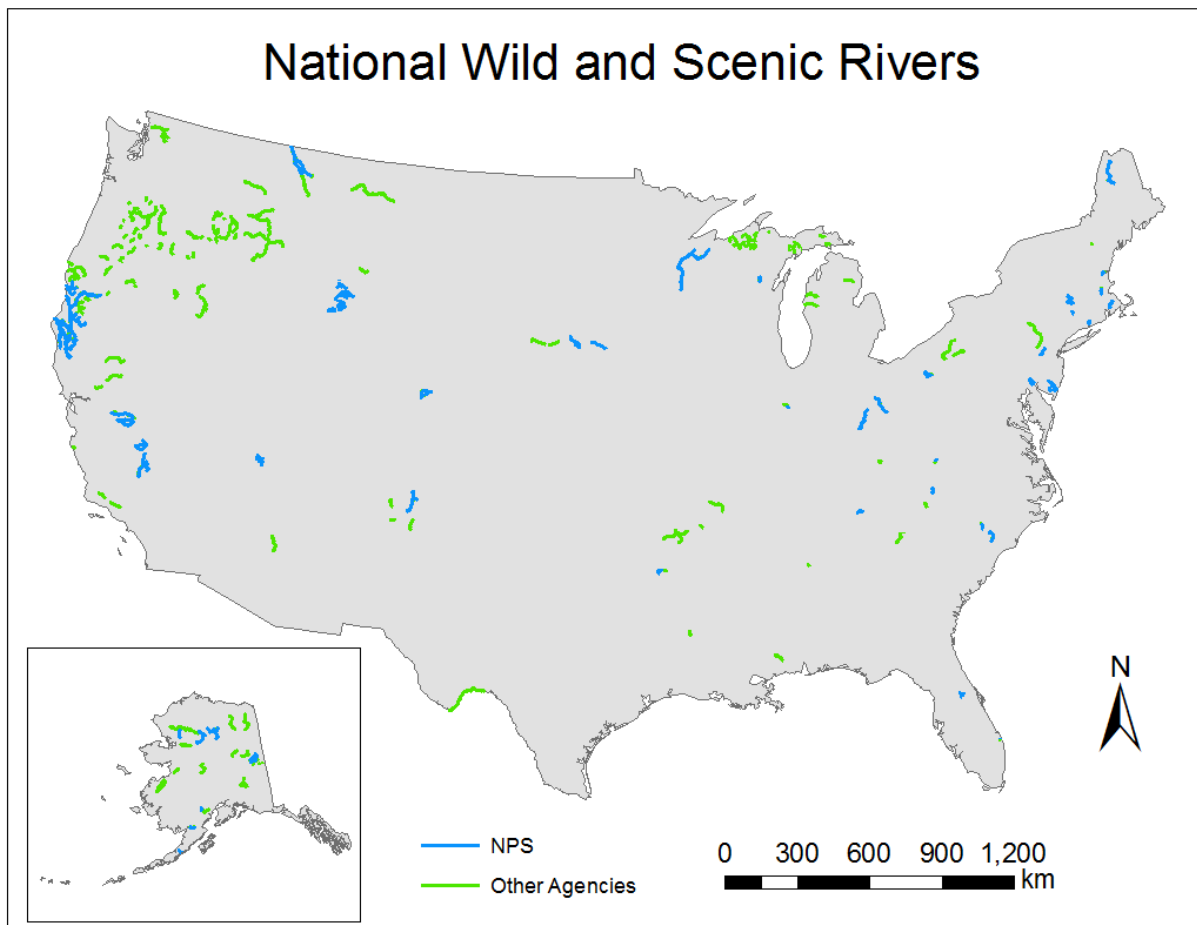 National Wild and Scenic Rivers
N
NPS
Other Agencies
0 300 600 900 1,200
km